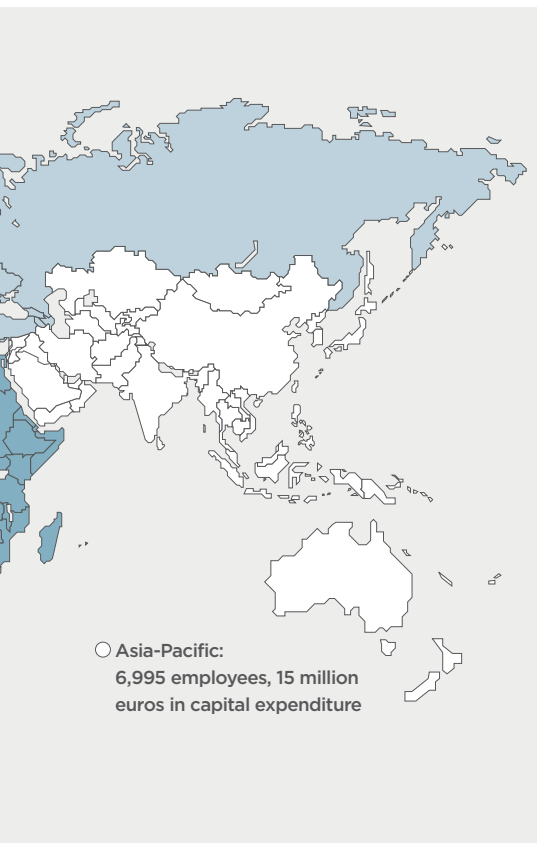 Asia-Pacific:
6,995 employees, 15 million
euros in capital expenditure